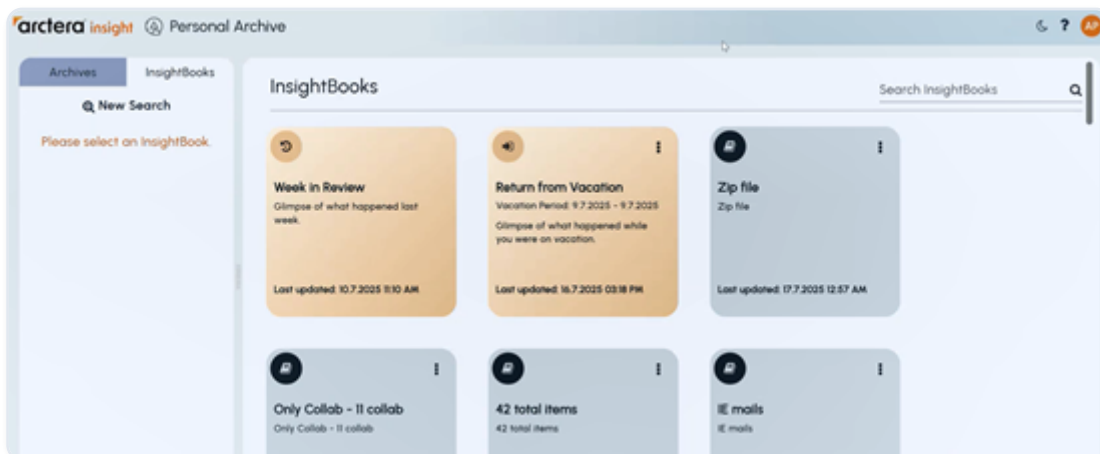 arctera insight Personal Archive ? AP
Archives InsightBooks
New Search
Please select an InsightBook.
InsightBooks
Search InsightBooks
Week in Review
Glimpse of what happened last
week.
Last updated: 10.7.2025 11:10 AM
Return from Vacation
Vacation Period: 9.7.2025 - 9.7.2025
Glimpse of what happened while
you were on vacation.
Last updated: 16.7.2025 03:18 PM
Zip file
Zip file
Last updated: 17.7.2025 12:57 AM
Only Collab - 11 collab
Only Collab - 11 collab
42 total items
42 total items
IE mails
IE mails